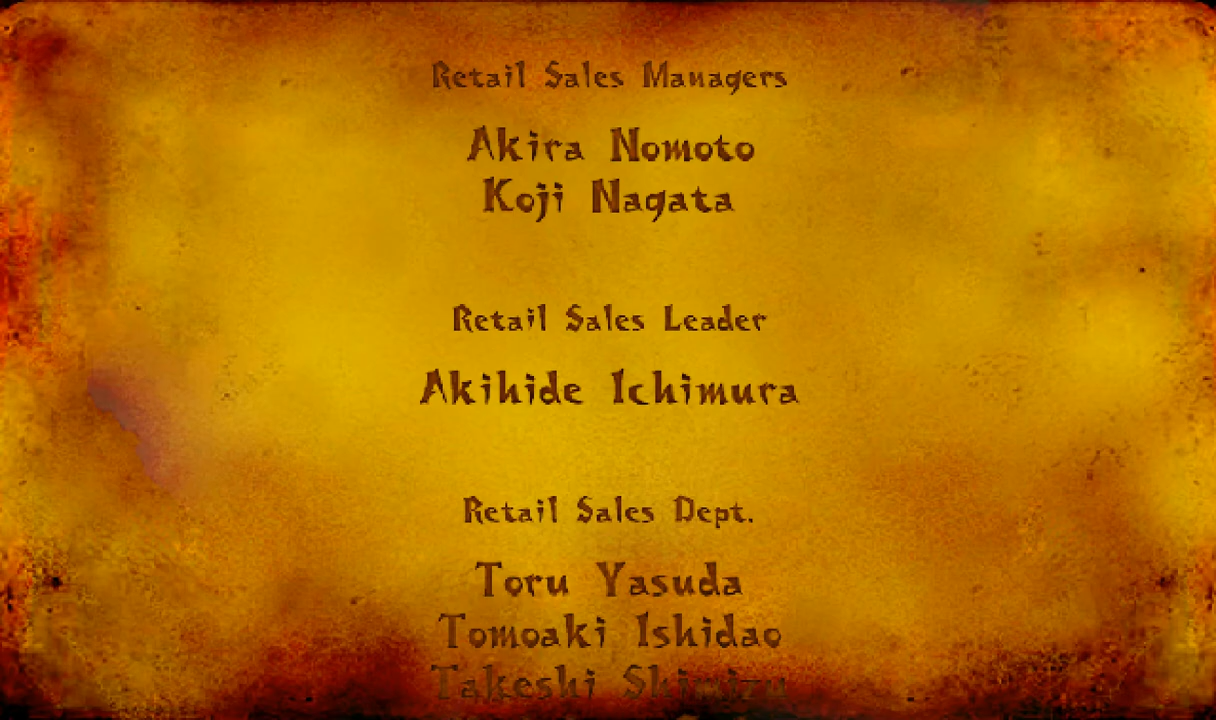 Retail Sales Managers
Akira Nomoto
Koji Nagata
Retail Sales Leader
Akihide Ichimura
Retail Sales Dept.
Toru Yasuda
Tomoaki Ishidao
Takeshi Shimizu